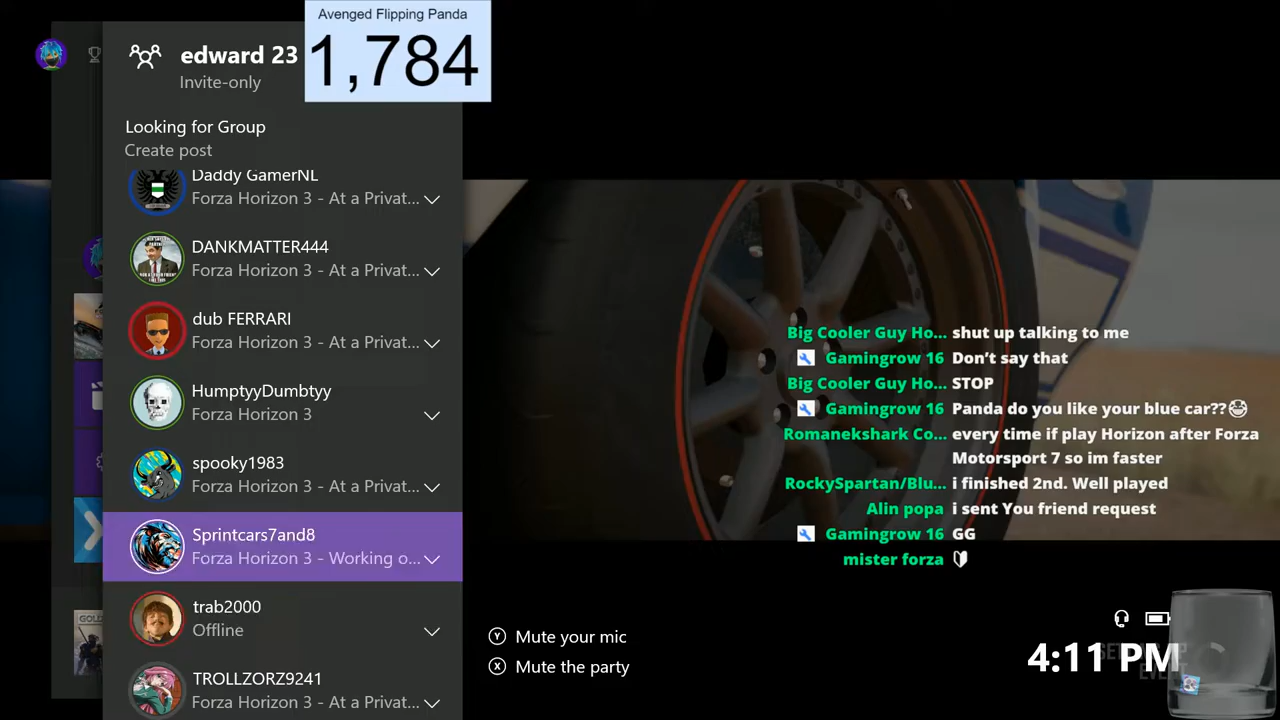 Avenged Flipping Panda
1,784
edward 23
Invite-only
Looking for Group
Create post
Daddy GamerNL
Forza Horizon 3 - At a Privat...
DANKMATTER444
Forza Horizon 3 - At a Privat...
dub FERRARI
Forza Horizon 3 - At a Privat...
HumptyyDumbtyy
Forza Horizon 3
spooky1983
Forza Horizon 3 - At a Privat...
Sprintcars7and8
Forza Horizon 3 - Working o...
trab2000
Offline
TROLLZORZ9241
Forza Horizon 3 - At a Privat...
Big Cooler Guy Ho... shut up talking to me
Gamingrow 16 Don't say that
Big Cooler Guy Ho... STOP
Gamingrow 16 Panda do you like your blue car??😂
Romanekshark Co... every time if play Horizon after Forza
Motorsport 7 so im faster
RockySpartan/Blu... i finished 2nd. Well played
Alin popa i sent You friend request
Gamingrow 16 GG
mister forza 🔰
Y Mute your mic
X Mute the party
4:11 PM